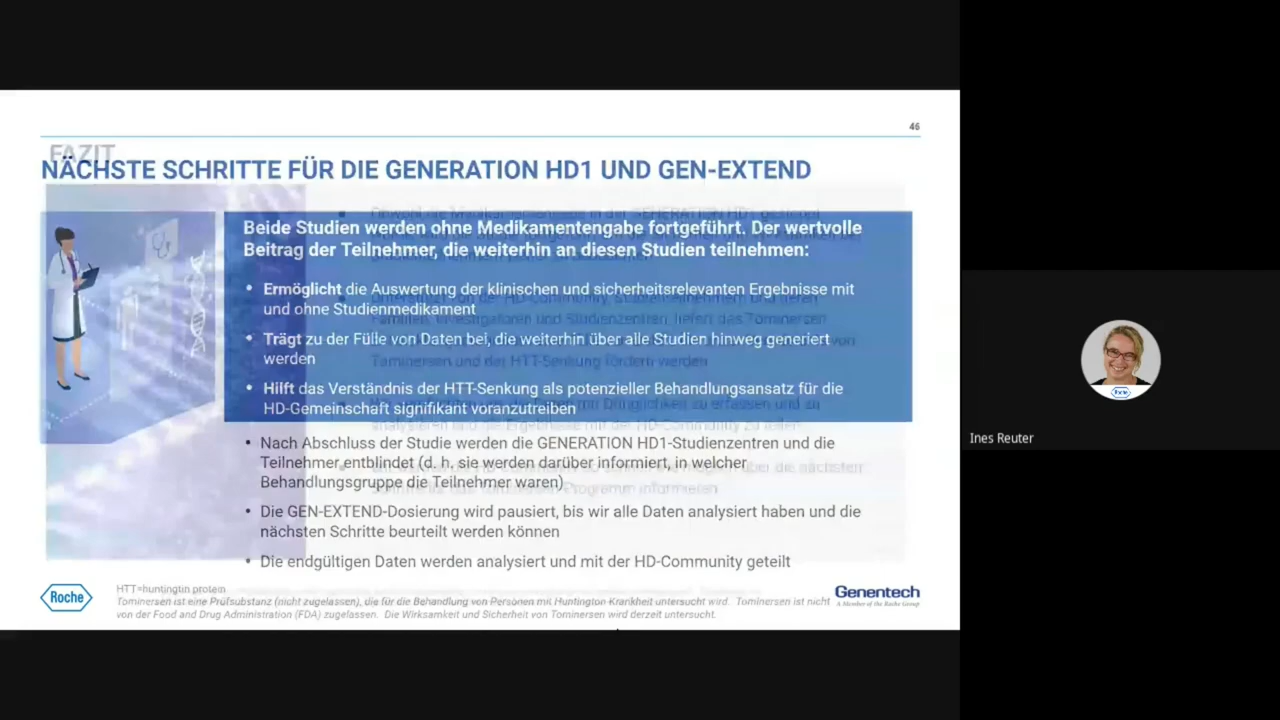 46
FAZIT
NÄCHSTE SCHRITTE FÜR DIE GENERATION HD1 UND GEN-EXTEND
Beide Studien werden ohne Medikamentengabe fortgeführt. Der wertvolle
Beitrag der Teilnehmer, die weiterhin an diesen Studien teilnehmen:
• Ermöglicht die Auswertung der klinischen und sicherheitsrelevanten Ergebnisse mit
und ohne Studienmedikament
• Trägt zu der Fülle von Daten bei, die weiterhin über alle Studien hinweg generiert
werden
• Hilft das Verständnis der HTT-Senkung als potenzieller Behandlungsansatz für die
HD-Gemeinschaft signifikant voranzutreiben
• Nach Abschluss der Studie werden die GENERATION HD1-Studienzentren und die
Teilnehmer entblindet (d. h. sie werden darüber informiert, in welcher
Behandlungsgruppe die Teilnehmer waren)
• Die GEN-EXTEND-Dosierung wird pausiert, bis wir alle Daten analysiert haben und die
nächsten Schritte beurteilt werden können
• Die endgültigen Daten werden analysiert und mit der HD-Community geteilt
HTT=huntingtin protein
Tominersen ist eine Prüfsubstanz (nicht zugelassen), die für die Behandlung von Personen mit Huntington-Krankheit untersucht wird. Tominersen ist nicht
von der Food and Drug Administration (FDA) zugelassen. Die Wirksamkeit und Sicherheit von Tominersen wird derzeit untersucht.
Roche
Genentech
A Member of the Roche Group
Ines Reuter